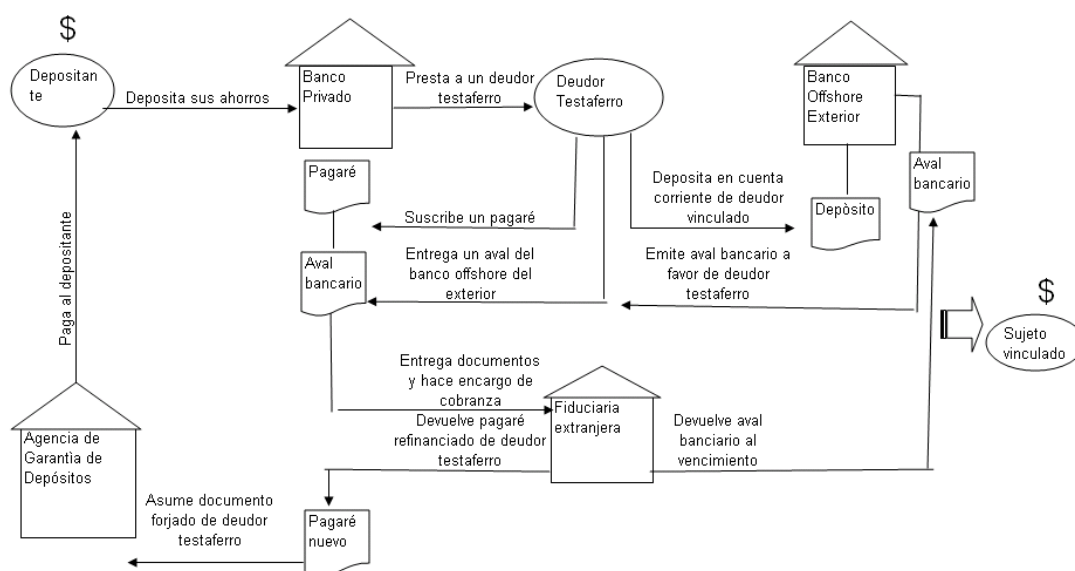 $
Depositan
te
Deposita sus ahorros
Banco
Privado
Presta a un deudor
testaferro
Deudor
Testaferro
Banco
Offshore
Exterior
Aval
bancario
Pagaré
Suscribe un pagaré
Deposita en cuenta
corriente de deudor
vinculado
Depòsito
Aval
bancario
Entrega un aval del
banco offshore del
exterior
Emite aval bancario a
favor de deudor
testaferro
$
Sujeto
vinculado
Paga al depositante
Entrega documentos
y hace encargo de
cobranza
Fiduciaria
extranjera
Devuelve pagaré
refinanciado de deudor
testaferro
Devuelve aval
banciario al
vencimiento
Agencia de
Garantìa de
Depósitos
Asume documento
forjado de deudor
testaferro
Pagaré
nuevo